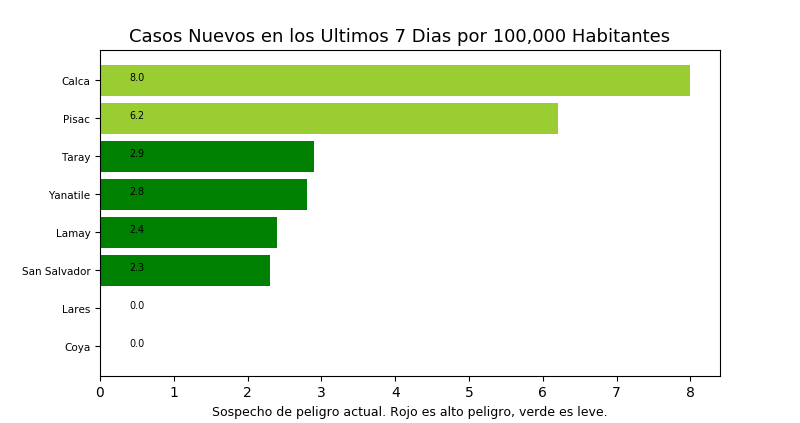 Casos Nuevos en los Ultimos 7 Dias por 100,000 Habitantes
Calca 8.0
Pisac 6.2
Taray 2.9
Yanatile 2.8
Lamay 2.4
San Salvador 2.3
Lares 0.0
Coya 0.0
0 1 2 3 4 5 6 7 8
Sospecho de peligro actual. Rojo es alto peligro, verde es leve.